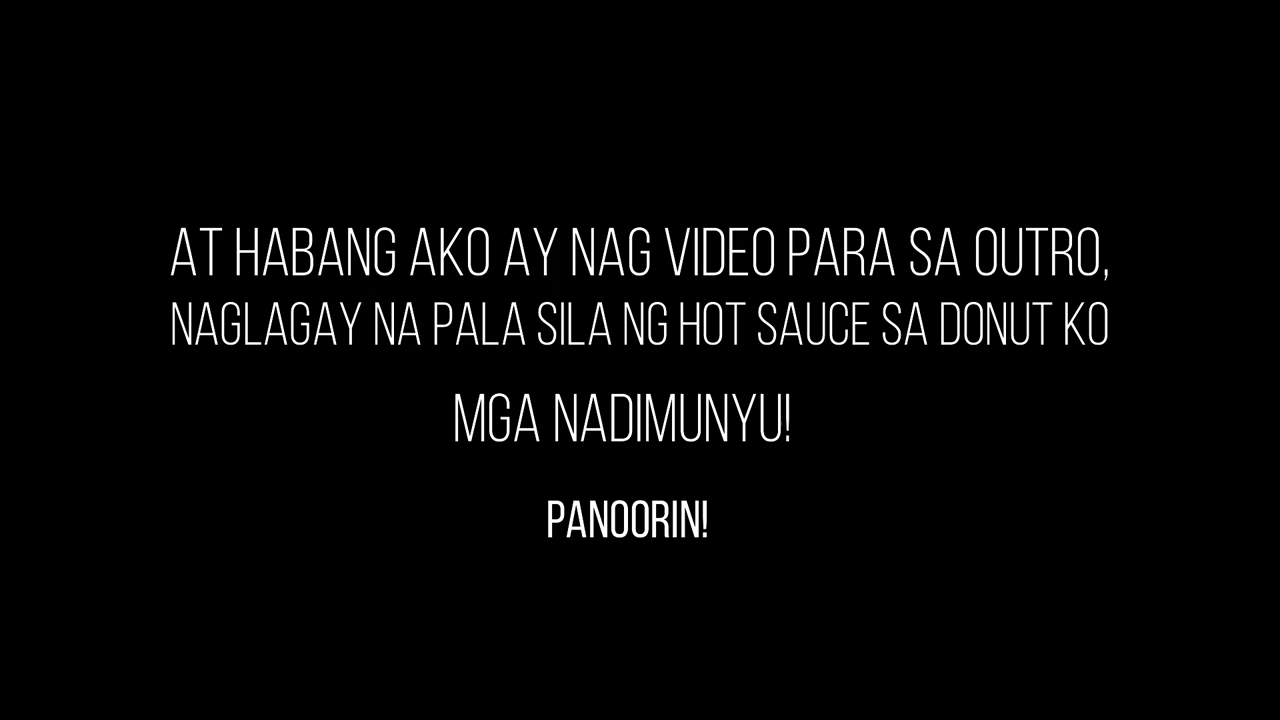 AT HABANG AKO AY NAG VIDEO PARA SA OUTRO,
NAGLAGAY NA PALA SILA NG HOT SAUCE SA DONUT KO
MGA NADIMUNYU!
PANOORIN!